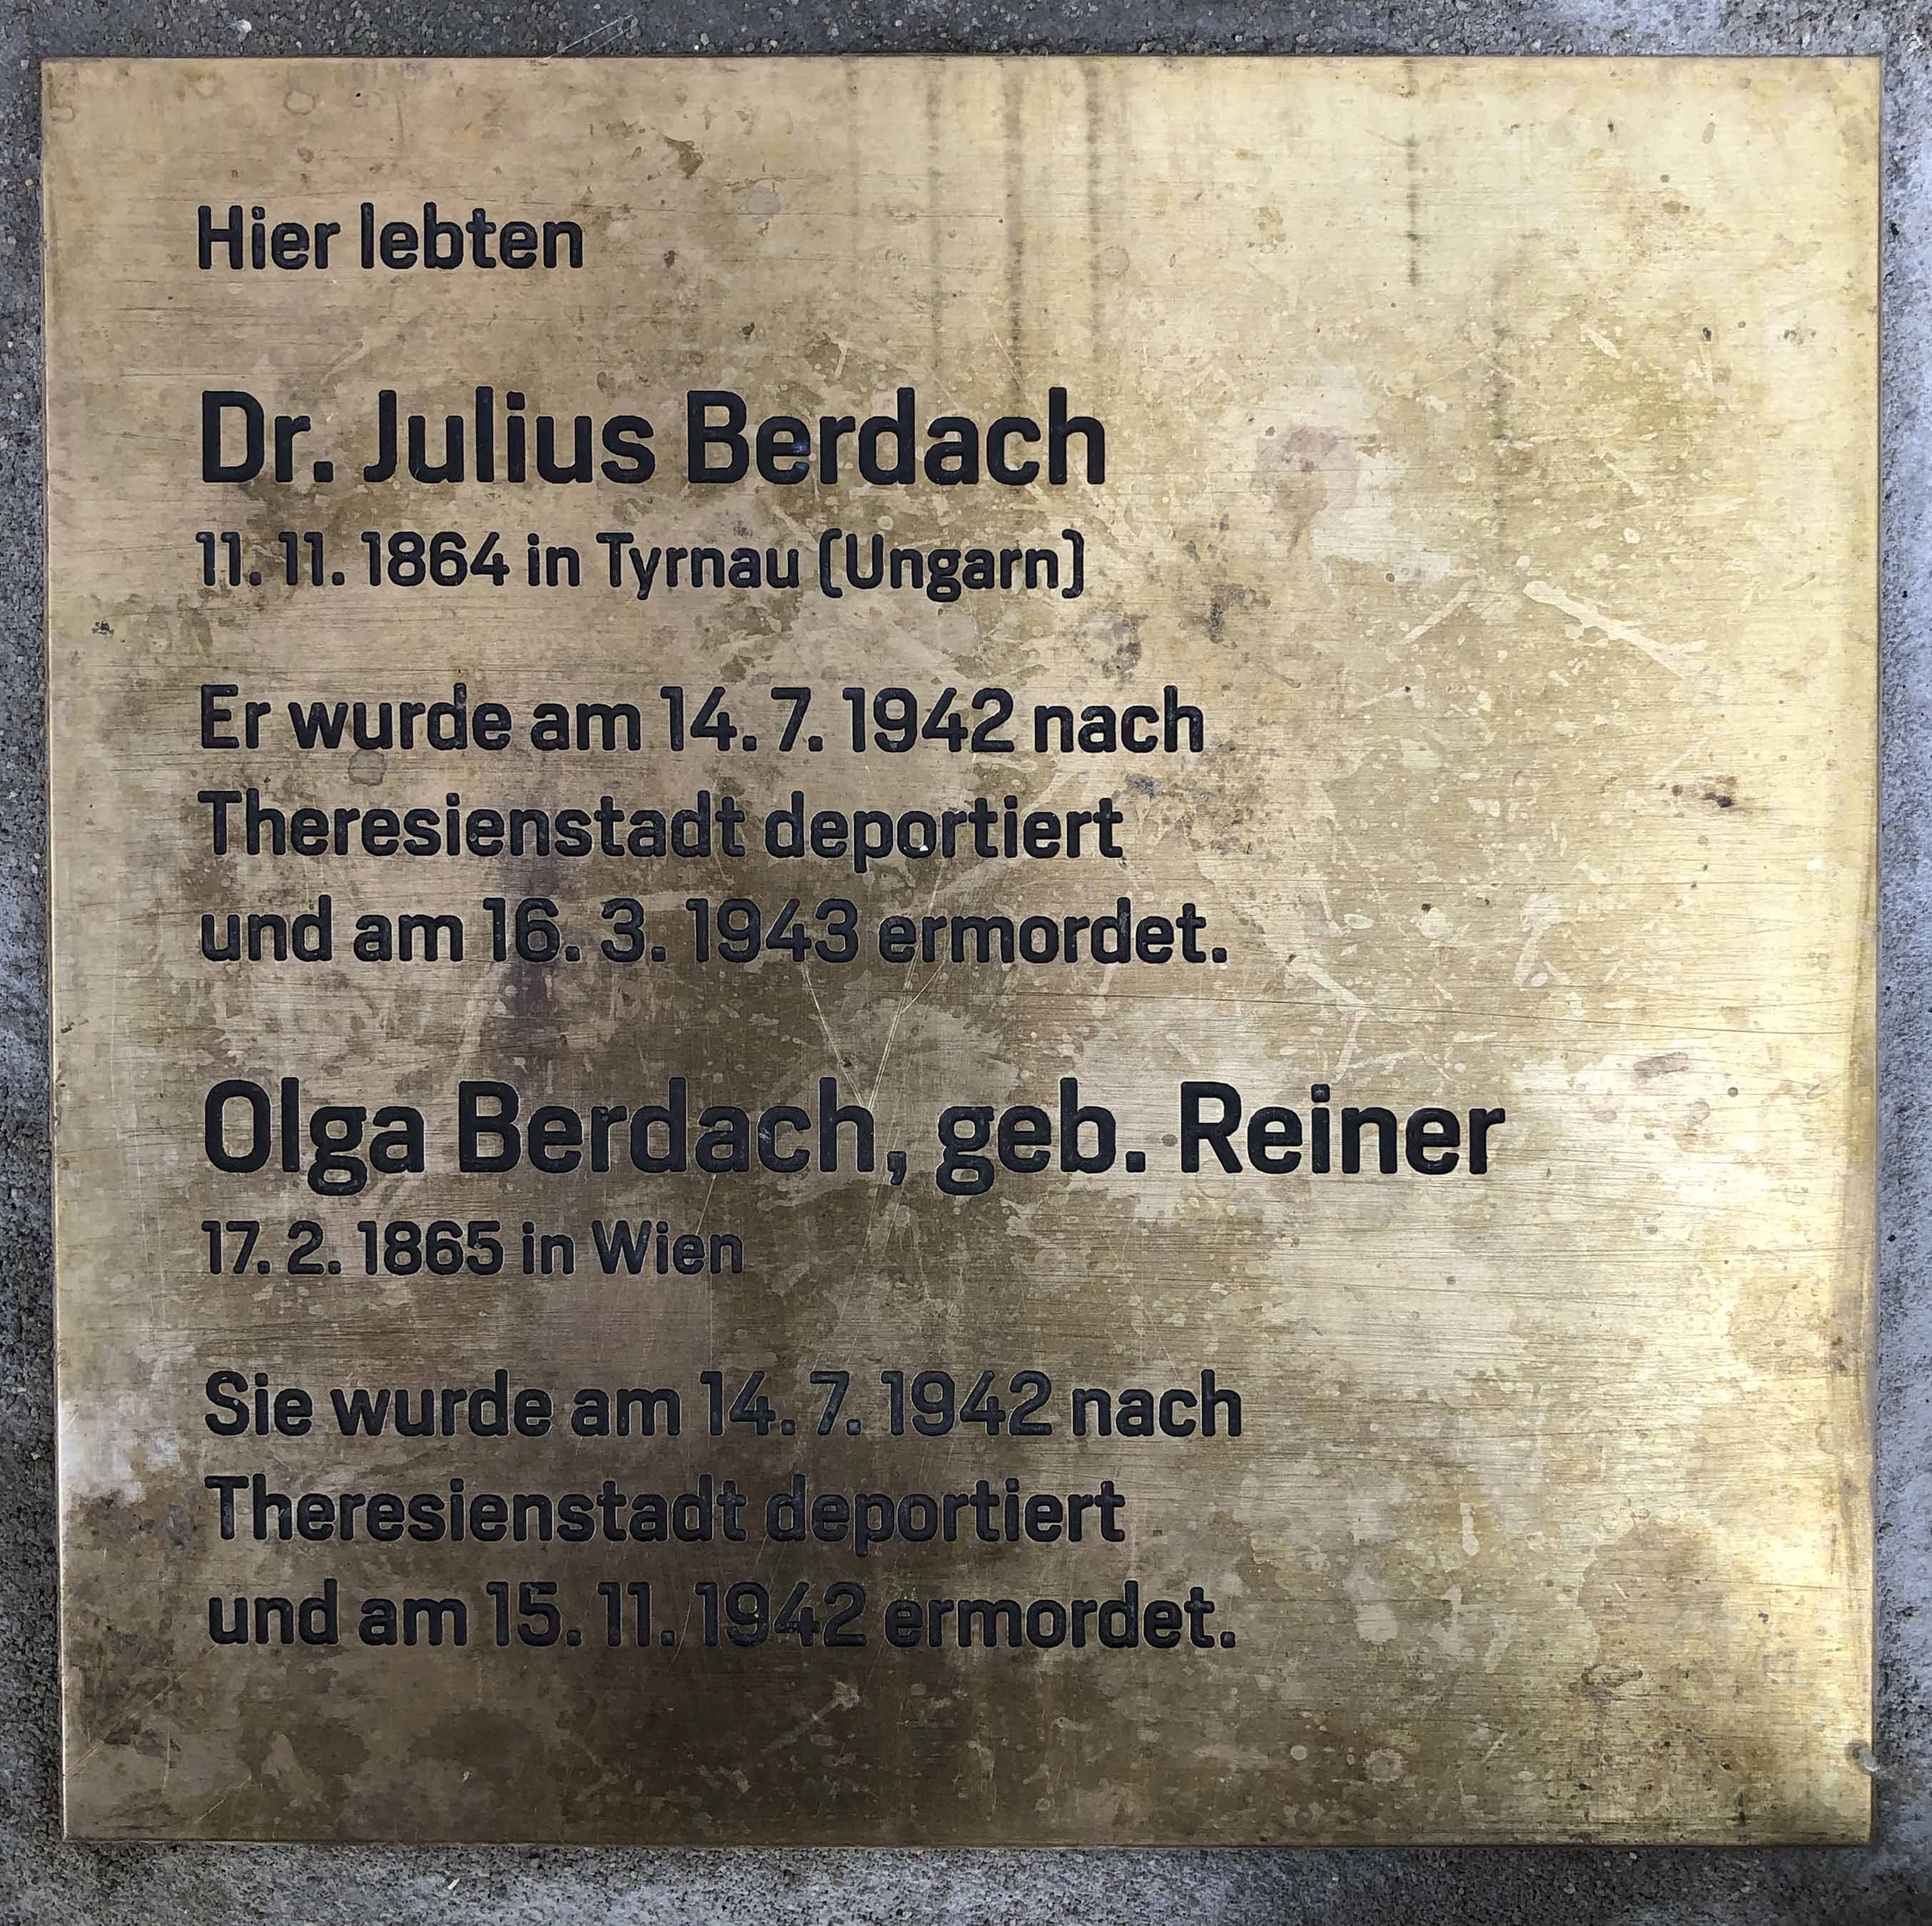 Hier lebten
Dr. Julius Berdach
11. 11. 1864 in Tyrnau (Ungarn)
Er wurde am 14. 7. 1942 nach
Theresienstadt deportiert
und am 16. 3. 1943 ermordet.
Olga Berdach, geb. Reiner
17. 2. 1865 in Wien
Sie wurde am 14. 7. 1942 nach
Theresienstadt deportiert
und am 15. 11. 1942 ermordet.